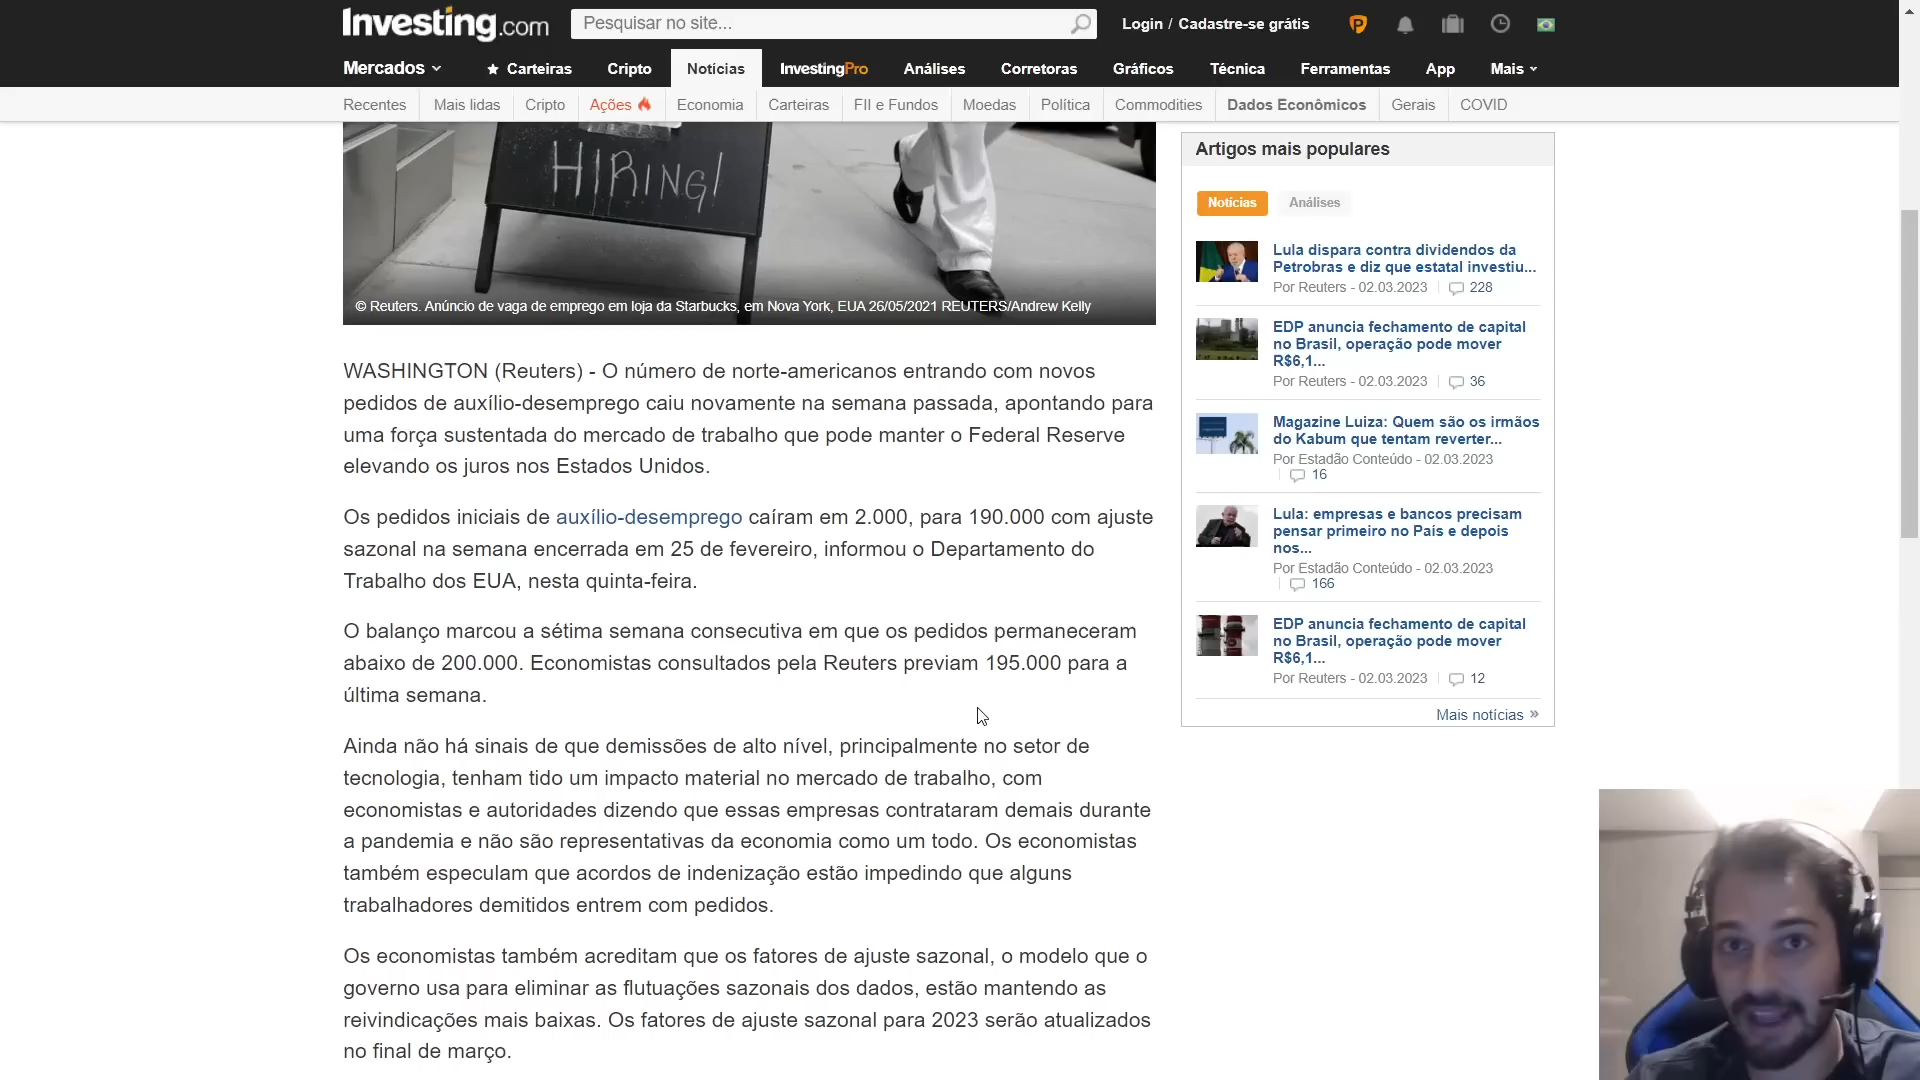 Investing.com
Pesquisar no site...
Login / Cadastre-se grátis
Mercados
Carteiras
Cripto
Notícias
InvestingPro
Análises
Corretoras
Gráficos
Técnica
Ferramentas
App
Mais
Recentes
Mais lidas
Cripto
Ações
Economia
Carteiras
FII e Fundos
Moedas
Política
Commodities
Dados Econômicos
Gerais
COVID
HIRING!
© Reuters. Anúncio de vaga de emprego em loja da Starbucks, em Nova York, EUA 26/05/2021 REUTERS/Andrew Kelly
WASHINGTON (Reuters) - O número de norte-americanos entrando com novos
pedidos de auxílio-desemprego caiu novamente na semana passada, apontando para
uma força sustentada do mercado de trabalho que pode manter o Federal Reserve
elevando os juros nos Estados Unidos.
Os pedidos iniciais de auxílio-desemprego caíram em 2.000, para 190.000 com ajuste
sazonal na semana encerrada em 25 de fevereiro, informou o Departamento do
Trabalho dos EUA, nesta quinta-feira.
O balanço marcou a sétima semana consecutiva em que os pedidos permaneceram
abaixo de 200.000. Economistas consultados pela Reuters previam 195.000 para a
última semana.
Ainda não há sinais de que demissões de alto nível, principalmente no setor de
tecnologia, tenham tido um impacto material no mercado de trabalho, com
economistas e autoridades dizendo que essas empresas contrataram demais durante
a pandemia e não são representativas da economia como um todo. Os economistas
também especulam que acordos de indenização estão impedindo que alguns
trabalhadores demitidos entrem com pedidos.
Os economistas também acreditam que os fatores de ajuste sazonal, o modelo que o
governo usa para eliminar as flutuações sazonais dos dados, estão mantendo as
reivindicações mais baixas. Os fatores de ajuste sazonal para 2023 serão atualizados
no final de março.
Artigos mais populares
Notícias
Análises
Lula dispara contra dividendos da
Petrobras e diz que estatal investiu...
Por Reuters - 02.03.2023 228
EDP anuncia fechamento de capital
no Brasil, operação pode mover
R$6,1...
Por Reuters - 02.03.2023 36
Magazine Luiza: Quem são os irmãos
do Kabum que tentam reverter...
Por Estadão Conteúdo - 02.03.2023
16
Lula: empresas e bancos precisam
pensar primeiro no País e depois
nos...
Por Estadão Conteúdo - 02.03.2023
166
EDP anuncia fechamento de capital
no Brasil, operação pode mover
R$6,1...
Por Reuters - 02.03.2023 12
Mais notícias »